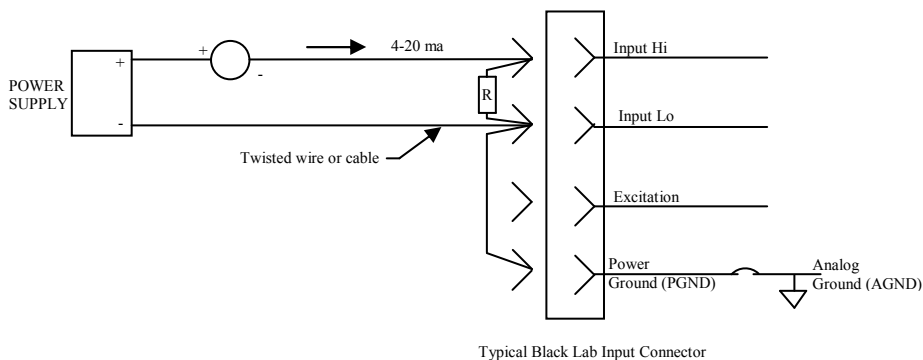 + 4-20 ma Input Hi
+
-
POWER
SUPPLY
R
-
Input Lo
Twisted wire or cable
Excitation
Power
Ground (PGND)
Analog
Ground (AGND)
Typical Black Lab Input Connector